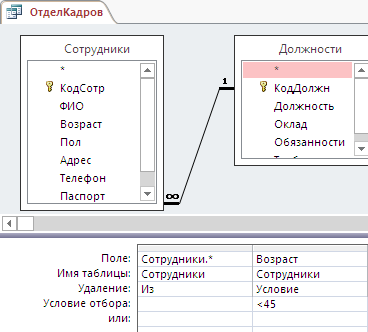 ОтделКадров
Сотрудники
*
КодСотр
ФИО
Возраст
Пол
Адрес
Телефон
Паспорт
1
∞
Должности
*
КодДолжн
Должность
Оклад
Обязанности
Поле: Сотрудники.* Возраст
Имя таблицы: Сотрудники Сотрудники
Удаление: Из Условие
Условие отбора: <45
или: